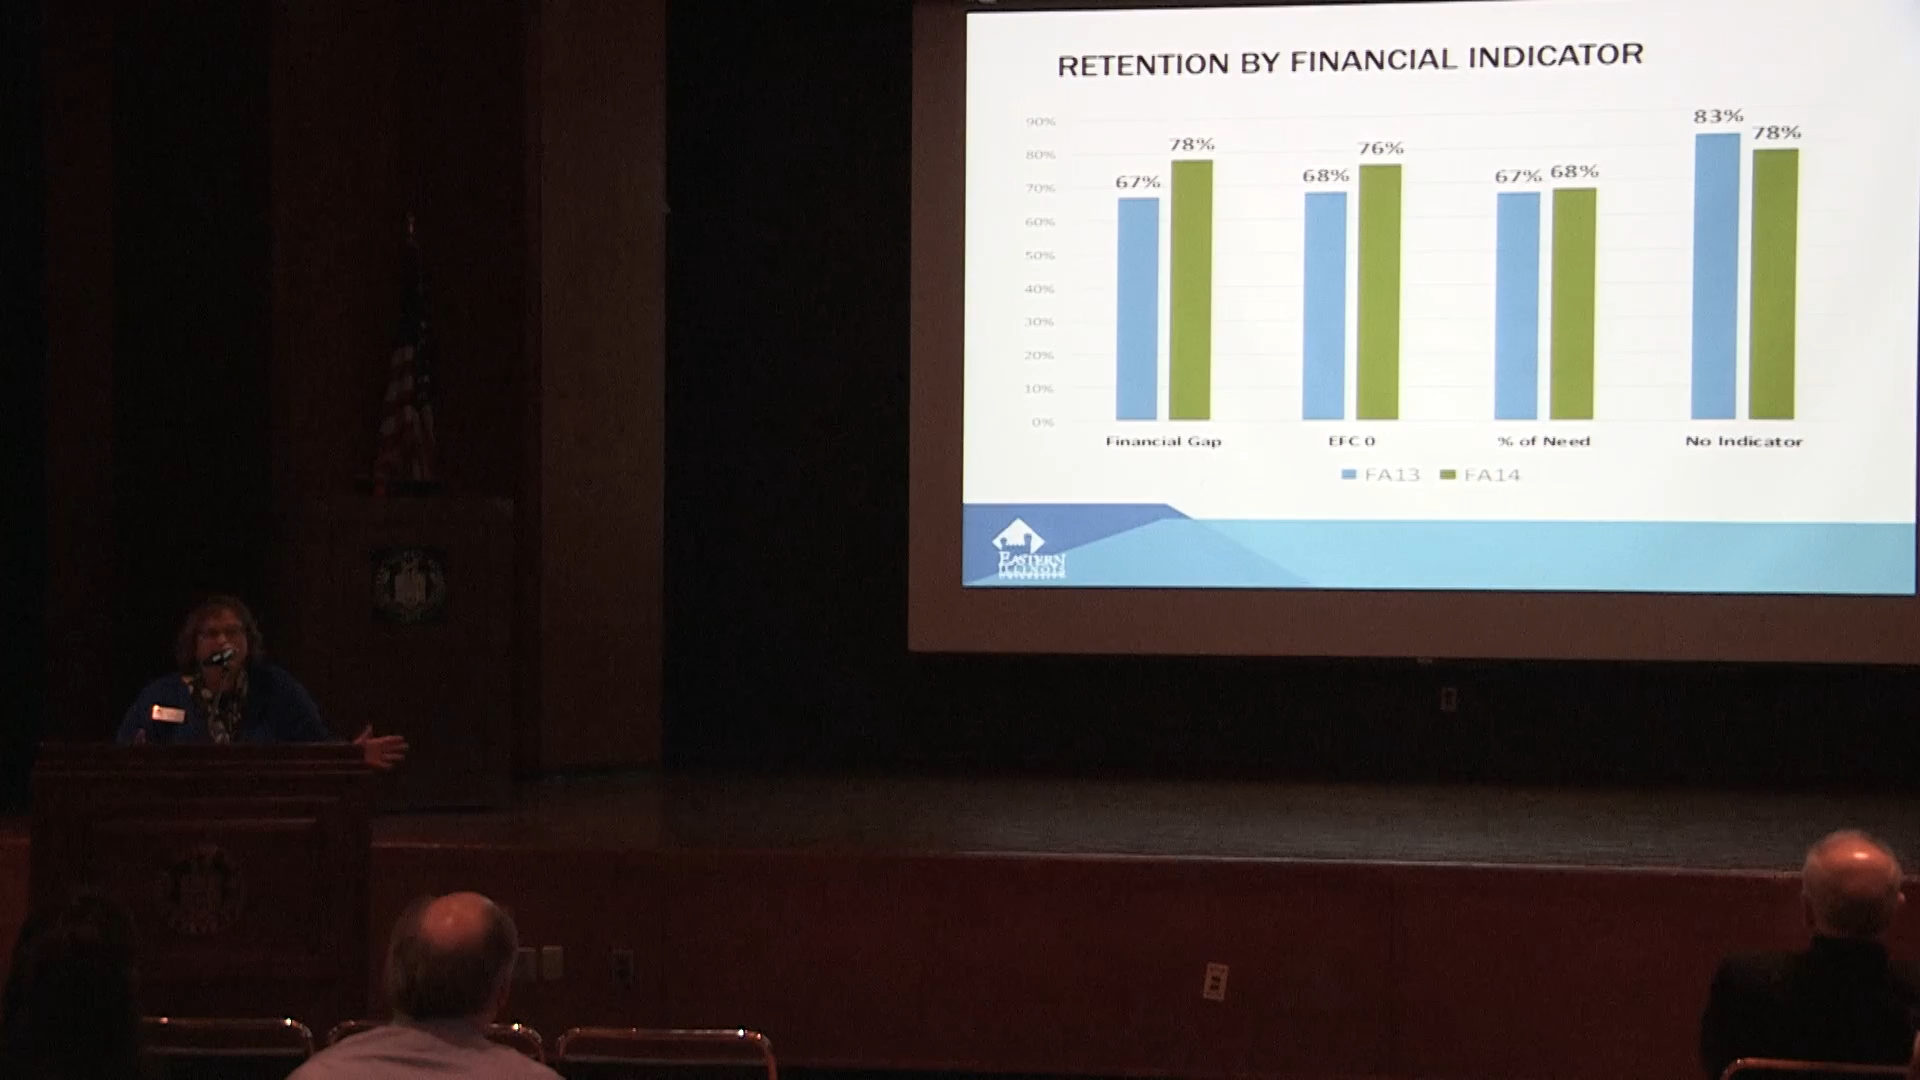 RETENTION BY FINANCIAL INDICATOR
90%
80%
70%
60%
50%
40%
30%
20%
10%
0%
67% 78%
68% 76%
67% 68%
83% 78%
Financial Gap
EFC 0
% of Need
No Indicator
FA13 FA14
EASTERN
ILLINOIS